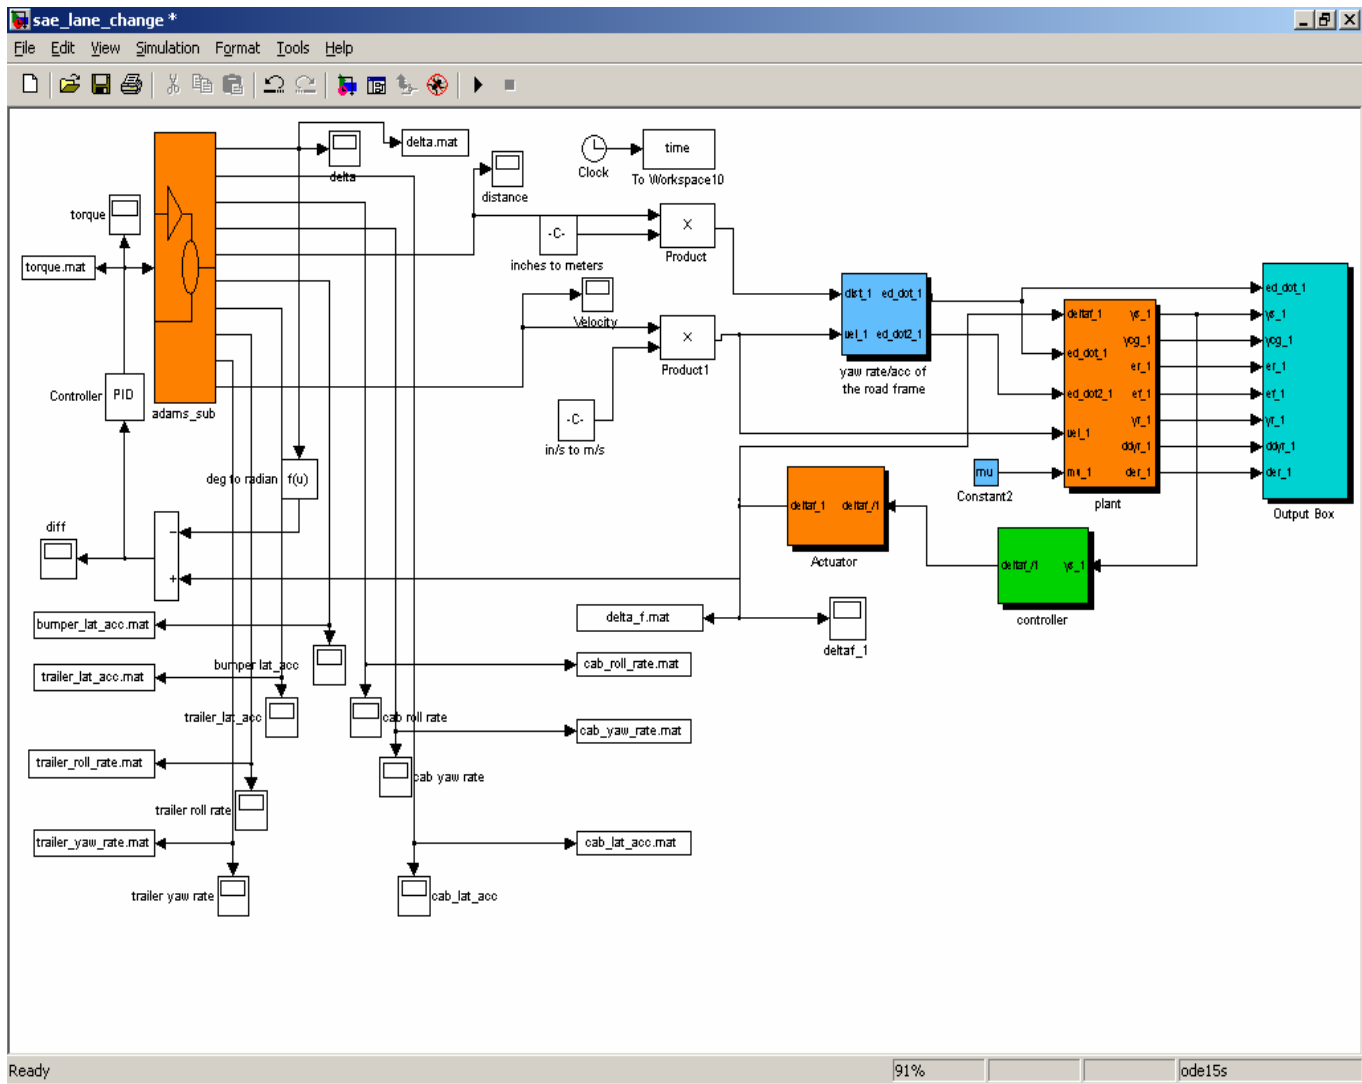 sae_lane_change *
File Edit View Simulation Format Tools Help
delta.mat
delta
time
Clock
To Workspace10
distance
torque
-C-
inches to meters
X
Product
torque.mat
dist_1 ed_dot_1
vel_1 ed_dot2_1
yaw rate/acc of
the road frame
Velocity
X
Product1
ed_dot_1
ys_1
ycg_1
er_1
ef_1
yr_1
ddyr_1
der_1
Output Box
deltaf_1 ys_1
ycg_1
ed_dot_1
er_1
ed_dot2_1 ef_1
yr_1
vel_1
ddyr_1
mu_1 der_1
plant
Controller
PID
adams_sub
-C-
in/s to m/s
deg to radian
f(u)
mu
Constant2
deltaf_1
Actuator
diff
-
+
controller
bumper_lat_acc.mat
delta_f.mat
deltaf_1
bumper lat_acc
cab_roll_rate.mat
trailer_lat_acc.mat
trailer_lat_acc
cab roll rate
cab_yaw_rate.mat
trailer_roll_rate.mat
cab yaw rate
trailer roll rate
trailer_yaw_rate.mat
cab_lat_acc.mat
trailer yaw rate
cab_lat_acc
Ready
91%
ode15s